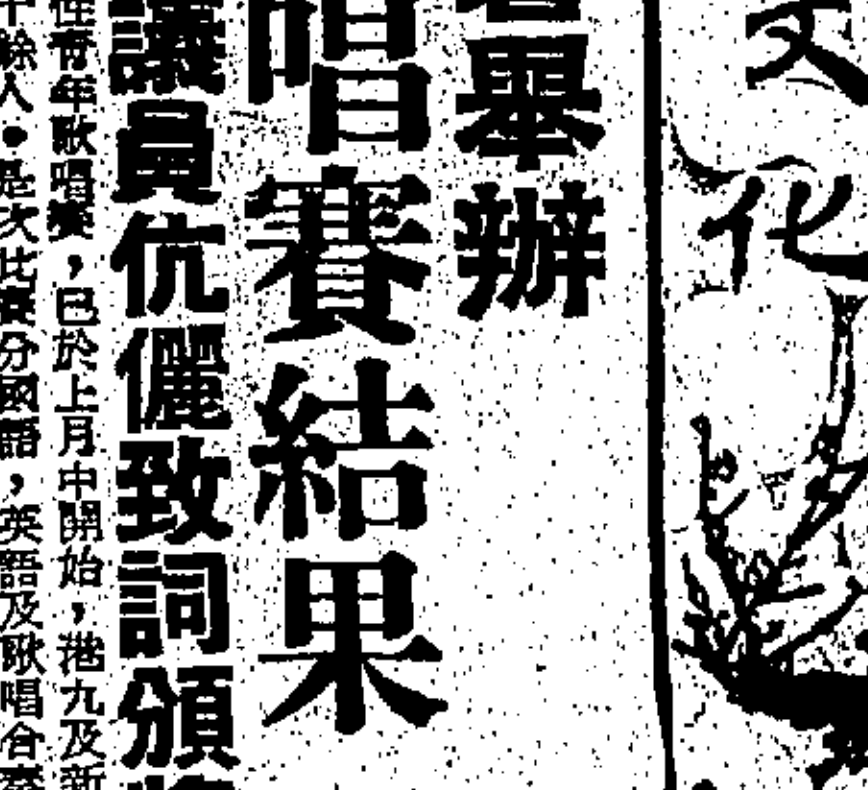 文化
舉辦
唱賽結果
議員伉儷致詞頒
性青年歌唱賽，已於上月中開始，港九及新
餘人。是次比賽分國語，英語及歌唱合奏